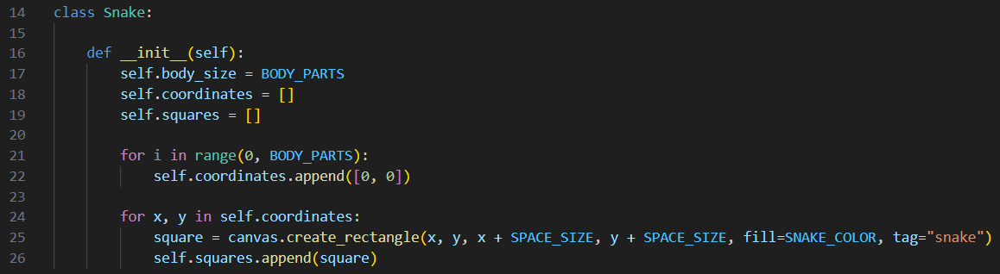 14 class Snake:
15
16     def __init__(self):
17         self.body_size = BODY_PARTS
18         self.coordinates = []
19         self.squares = []
20
21         for i in range(0, BODY_PARTS):
22             self.coordinates.append([0, 0])
23
24         for x, y in self.coordinates:
25             square = canvas.create_rectangle(x, y, x + SPACE_SIZE, y + SPACE_SIZE, fill=SNAKE_COLOR, tag="snake")
26             self.squares.append(square)